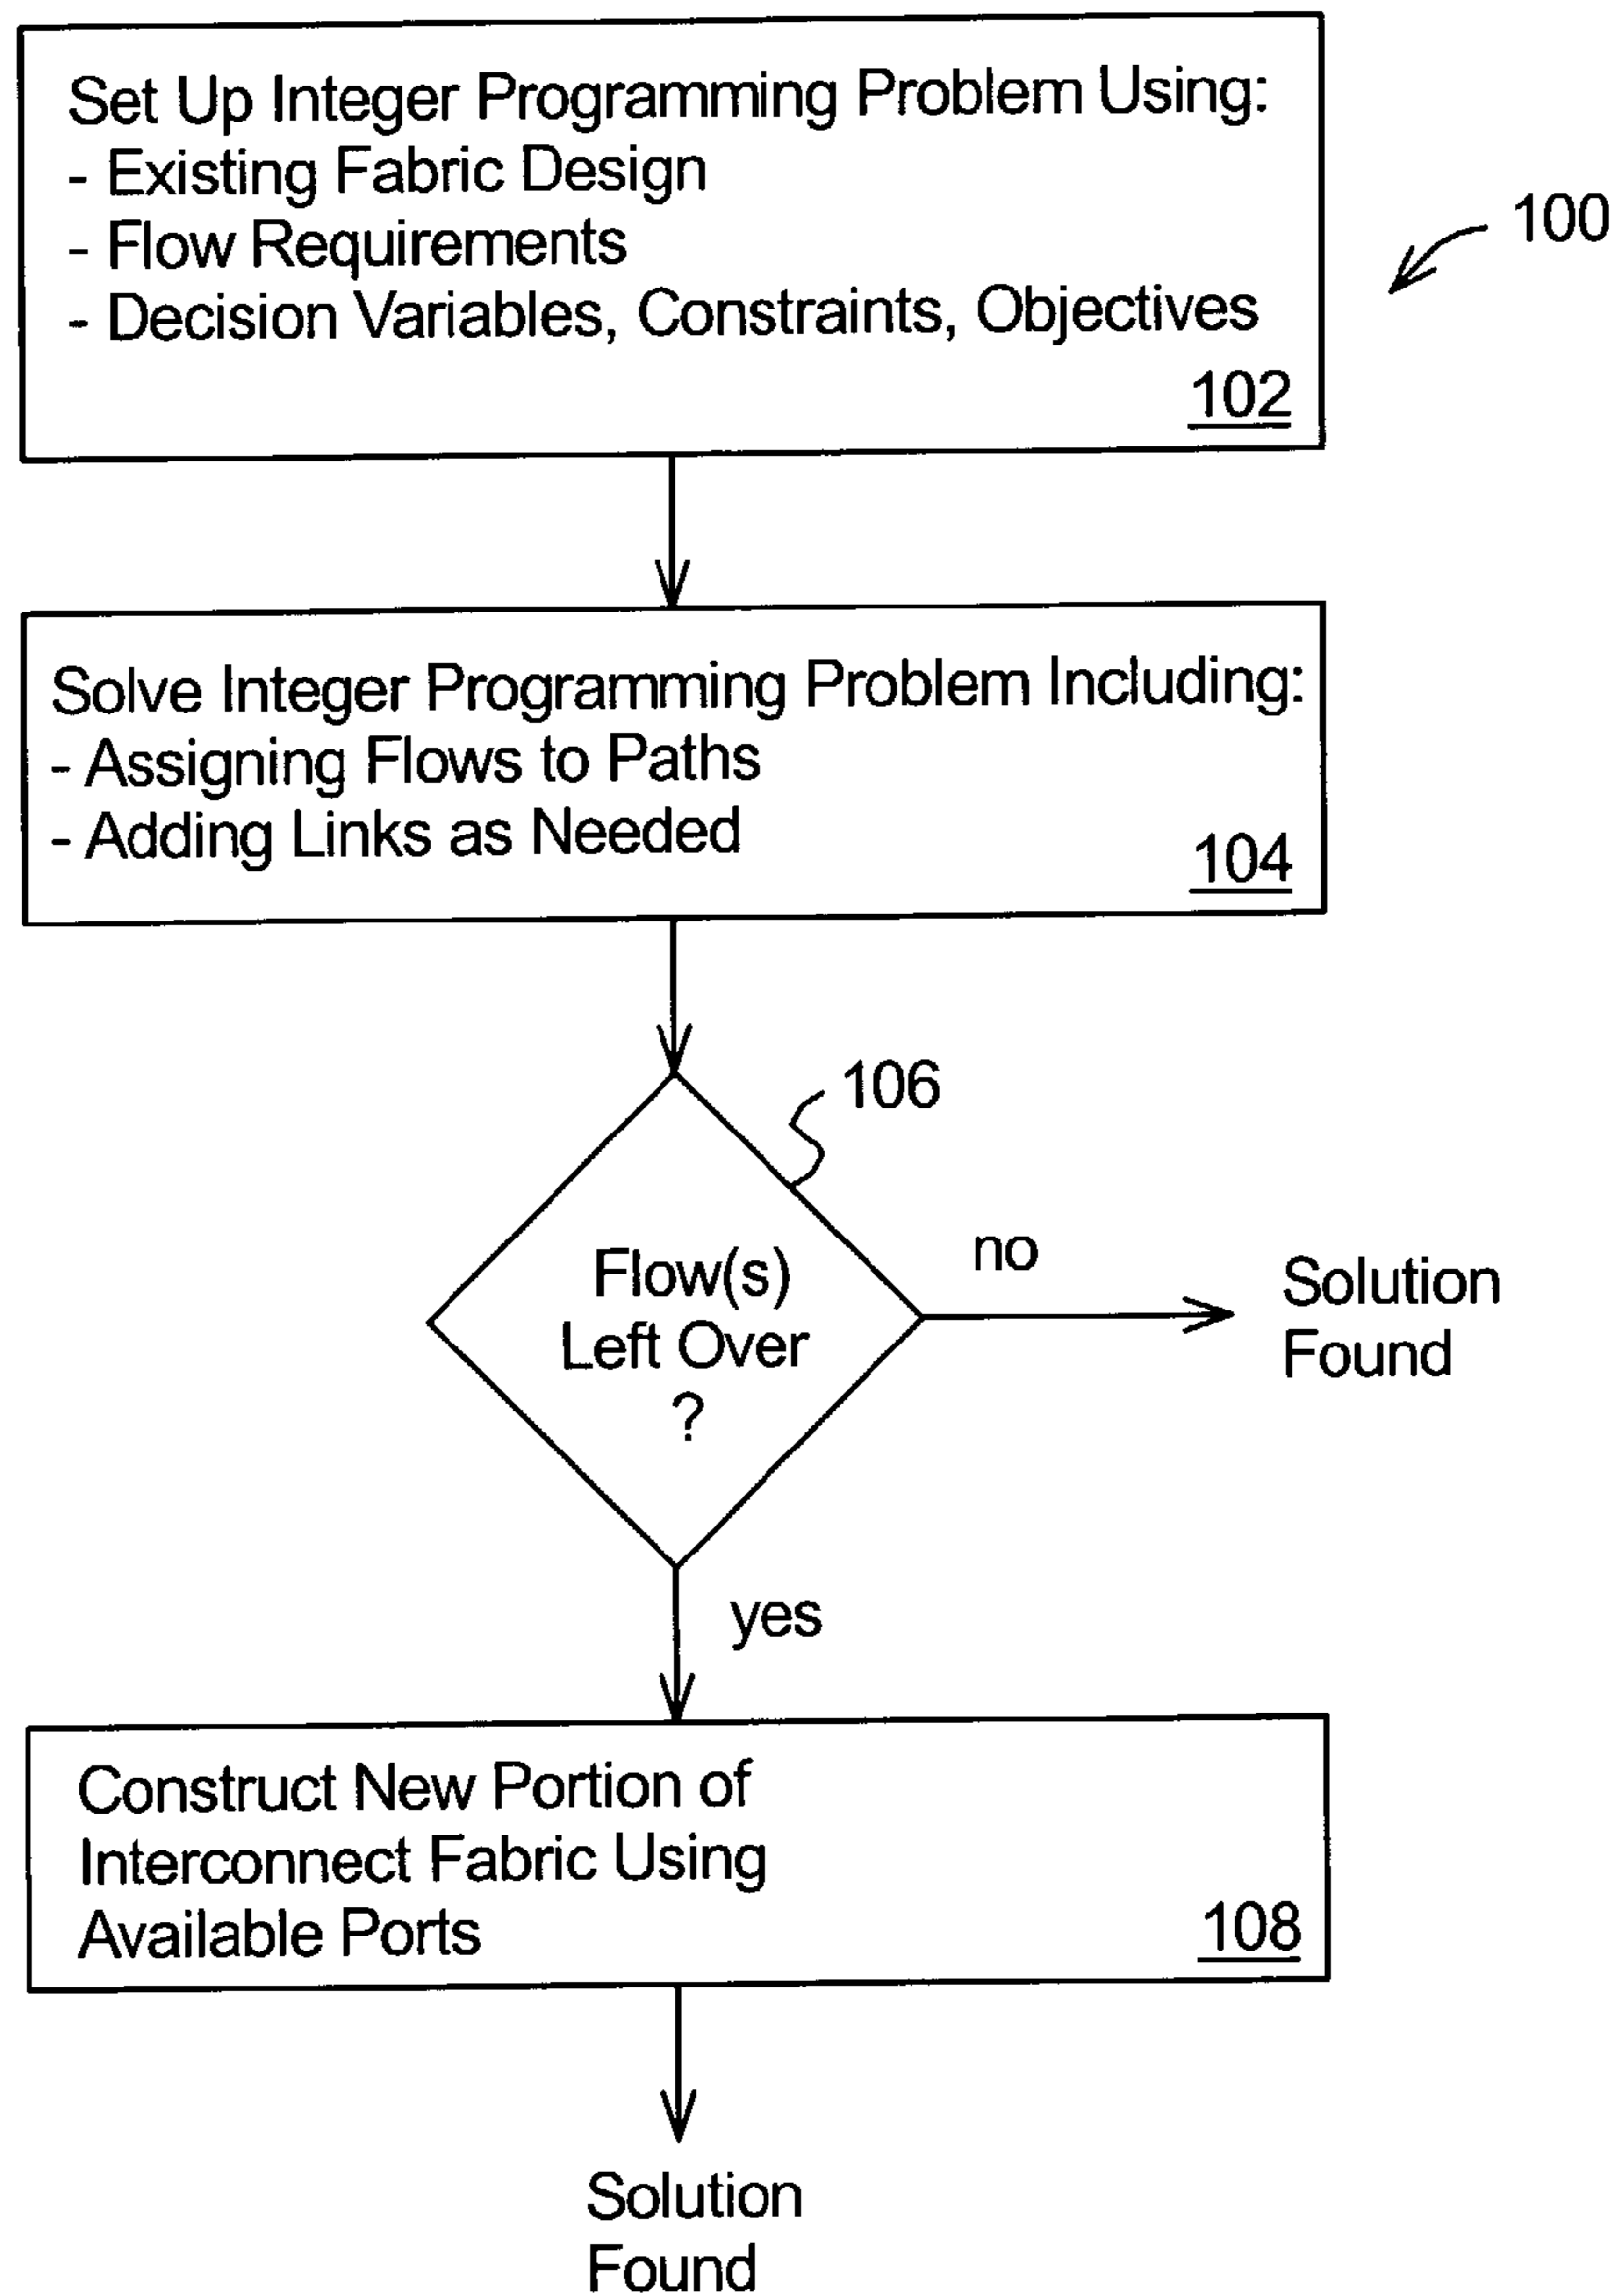 Set Up Integer Programming Problem Using:
- Existing Fabric Design
- Flow Requirements
- Decision Variables, Constraints, Objectives
102
100
Solve Integer Programming Problem Including:
- Assigning Flows to Paths
- Adding Links as Needed
104
106
Flow(s)
Left Over
?
no
Solution
Found
yes
Construct New Portion of
Interconnect Fabric Using
Available Ports
108
Solution
Found